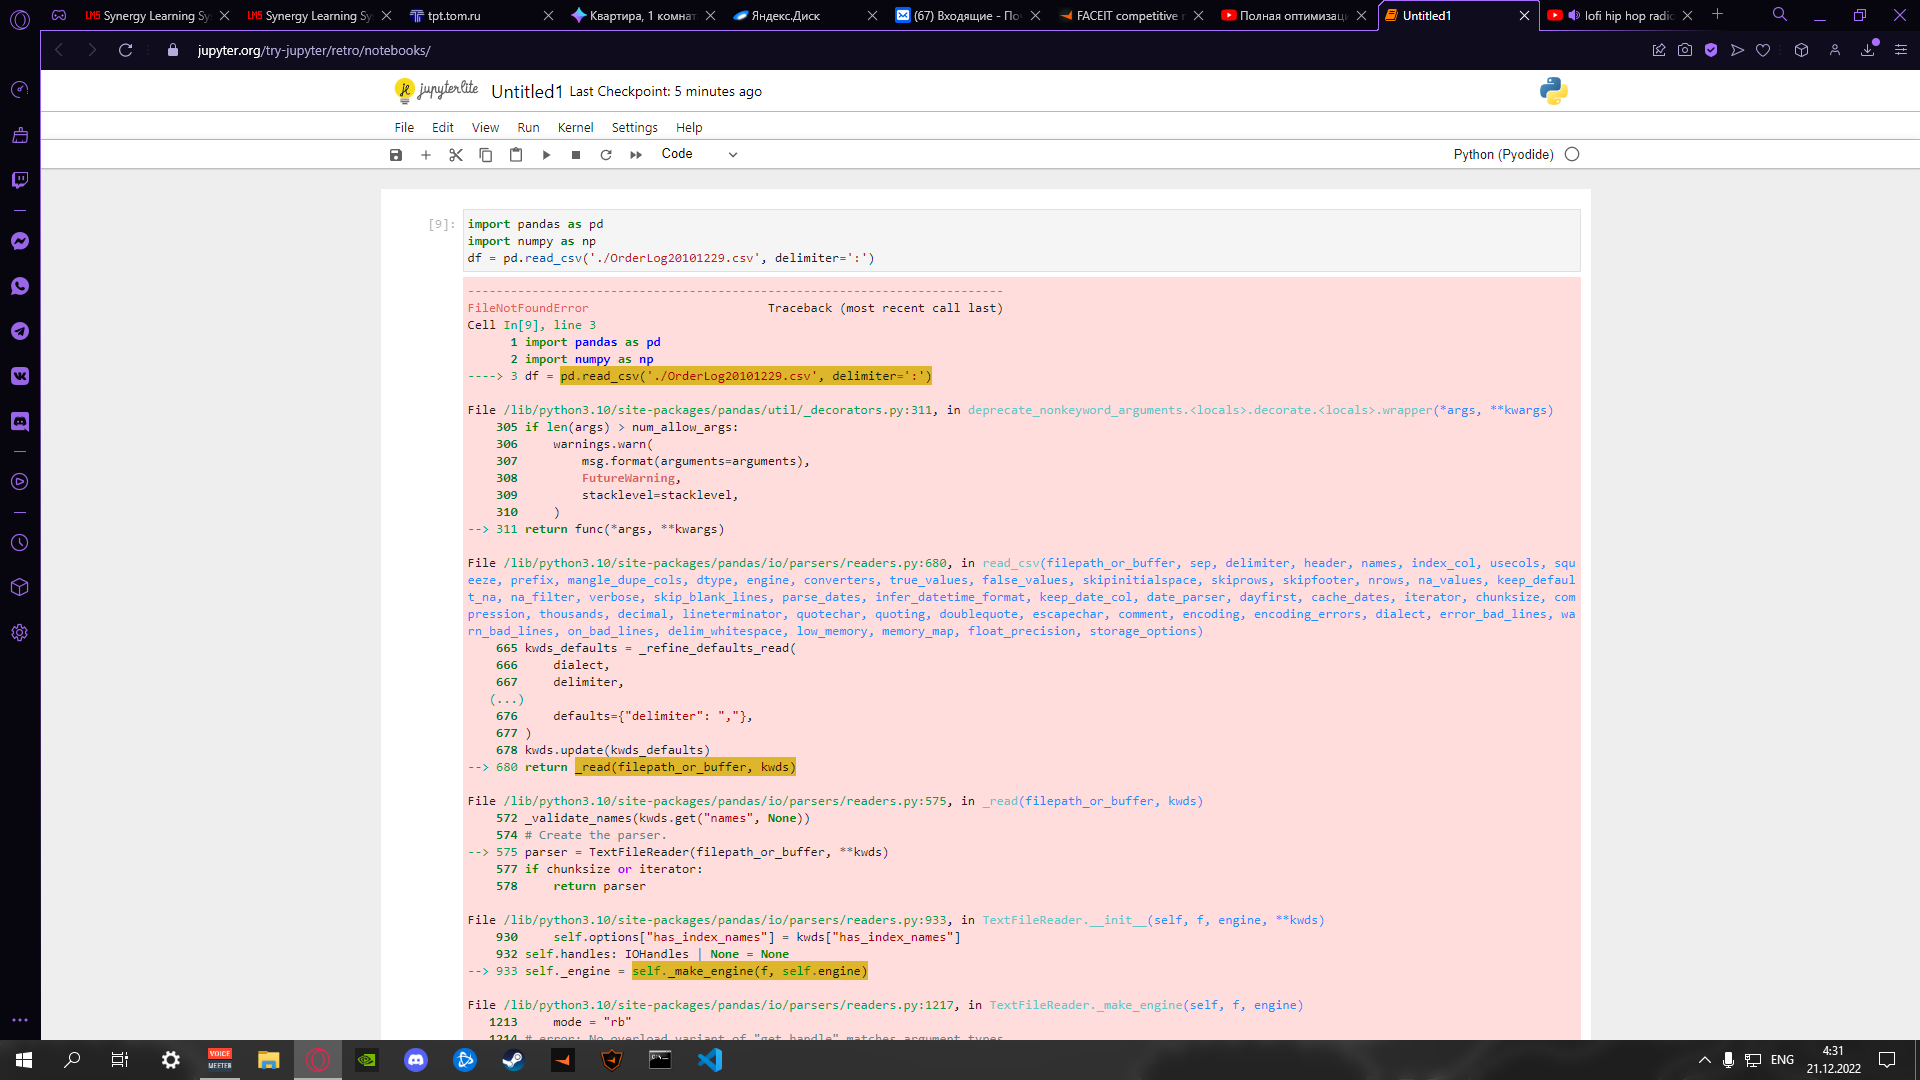 Synergy Learning Sy
Synergy Learning Sy
tpt.tom.ru
Квартира, 1 комнат
Яндекс.Диск
(67) Входящие - По
FACEIT competitive
Полная оптимизац
Untitled1
lofi hip hop radio
jupyter.org/try-jupyter/retro/notebooks/
jupyterlite Untitled1 Last Checkpoint: 5 minutes ago
File Edit View Run Kernel Settings Help
Code
Python (Pyodide)
[9]: import pandas as pd
import numpy as np
df = pd.read_csv('./OrderLog20101229.csv', delimiter=':')
---------------------------------------------------------------------------
FileNotFoundError Traceback (most recent call last)
Cell In[9], line 3
1 import pandas as pd
2 import numpy as np
----> 3 df = pd.read_csv('./OrderLog20101229.csv', delimiter=':')
File /lib/python3.10/site-packages/pandas/util/_decorators.py:311, in deprecate_nonkeyword_arguments.<locals>.decorate.<locals>.wrapper(*args, **kwargs)
305 if len(args) > num_allow_args:
306 warnings.warn(
307 msg.format(arguments=arguments),
308 FutureWarning,
309 stacklevel=stacklevel,
310 )
--> 311 return func(*args, **kwargs)
File /lib/python3.10/site-packages/pandas/io/parsers/readers.py:680, in read_csv(filepath_or_buffer, sep, delimiter, header, names, index_col, usecols, squ
eeze, prefix, mangle_dupe_cols, dtype, engine, converters, true_values, false_values, skipinitialspace, skiprows, skipfooter, nrows, na_values, keep_defaul
t_na, na_filter, verbose, skip_blank_lines, parse_dates, infer_datetime_format, keep_date_col, date_parser, dayfirst, cache_dates, iterator, chunksize, com
pression, thousands, decimal, lineterminator, quotechar, quoting, doublequote, escapechar, comment, encoding, encoding_errors, dialect, error_bad_lines, wa
rn_bad_lines, on_bad_lines, delim_whitespace, low_memory, memory_map, float_precision, storage_options)
665 kwds_defaults = _refine_defaults_read(
666 dialect,
667 delimiter,
(...)
676 defaults={"delimiter": ","},
677 )
678 kwds.update(kwds_defaults)
--> 680 return _read(filepath_or_buffer, kwds)
File /lib/python3.10/site-packages/pandas/io/parsers/readers.py:575, in _read(filepath_or_buffer, kwds)
572 _validate_names(kwds.get("names", None))
574 # Create the parser.
--> 575 parser = TextFileReader(filepath_or_buffer, **kwds)
577 if chunksize or iterator:
578 return parser
File /lib/python3.10/site-packages/pandas/io/parsers/readers.py:933, in TextFileReader.__init__(self, f, engine, **kwds)
930 self.options["has_index_names"] = kwds["has_index_names"]
932 self.handles: IOHandles | None = None
--> 933 self._engine = self._make_engine(f, self.engine)
File /lib/python3.10/site-packages/pandas/io/parsers/readers.py:1217, in TextFileReader._make_engine(self, f, engine)
1213 mode = "rb"
1214 # error: No overload variant of "get_handle" matches argument types
VOICE
MEETER
ENG
4:31
21.12.2022